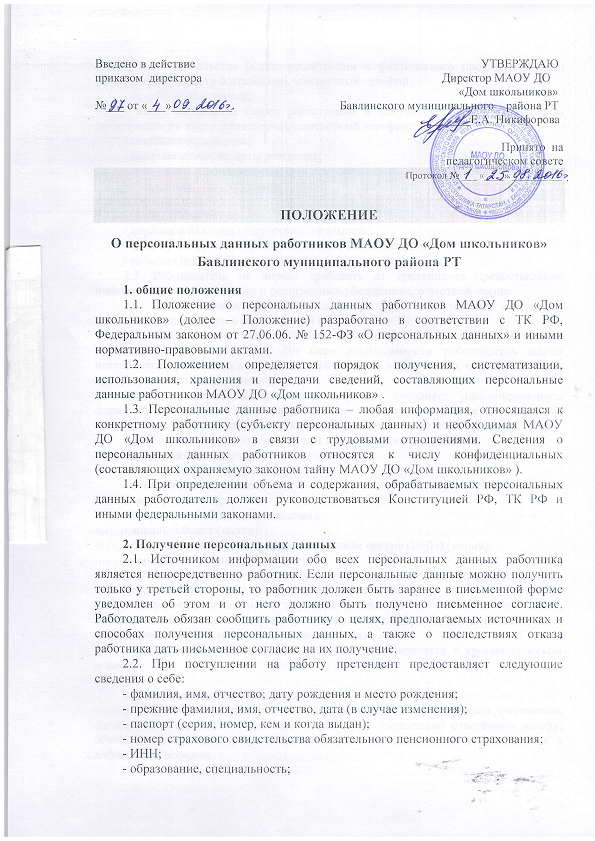 Введено в действие УТВЕРЖДАЮ
приказом директора Директор МАОУ ДО
«Дом школьников»
№ 97 от « 4 » 09. 2016г. Бавлинского муниципального района РТ
Е.А. Никифорова
Принято на
педагогическом совете
Протокол № 1 « 25» 08. 2016г
ПОЛОЖЕНИЕ
О персональных данных работников МАОУ ДО «Дом школьников»
Бавлинского муниципального района РТ
1. общие положения
1.1. Положение о персональных данных работников МАОУ ДО «Дом
школьников» (долее – Положение) разработано в соответствии с ТК РФ,
Федеральным законом от 27.06.06. № 152-ФЗ «О персональных данных» и иными
нормативно-правовыми актами.
1.2. Положением определяется порядок получения, систематизации,
использования, хранения и передачи сведений, составляющих персональные
данные работников МАОУ ДО «Дом школьников» .
1.3. Персональные данные работника – любая информация, относящаяся к
конкретному работнику (субъекту персональных данных) и необходимая МАОУ
ДО «Дом школьников» в связи с трудовыми отношениями. Сведения о
персональных данных работников относятся к числу конфиденциальных
(составляющих охраняемую законом тайну МАОУ ДО «Дом школьников» ).
1.4. При определении объема и содержания, обрабатываемых персональных
данных работодатель должен руководствоваться Конституцией РФ, ТК РФ и
иными федеральными законами.
2. Получение персональных данных
2.1. Источником информации обо всех персональных данных работника
является непосредственно работник. Если персональные данные можно получить
только у третьей стороны, то работник должен быть заранее в письменной форме
уведомлен об этом и от него должно быть получено письменное согласие.
Работодатель обязан сообщить работнику о целях, предполагаемых источниках и
способах получения персональных данных, а также о последствиях отказа
работника дать письменное согласие на их получение.
2.2. При поступлении на работу претендент предоставляет следующие
сведения о себе:
- фамилия, имя, отчество; дату рождения и место рождения;
- прежние фамилия, имя, отчество, дата (в случае изменения);
- паспорт (серия, номер, кем и когда выдан);
- номер страхового свидетельства обязательного пенсионного страхования;
- ИНН;
- образование, специальность;